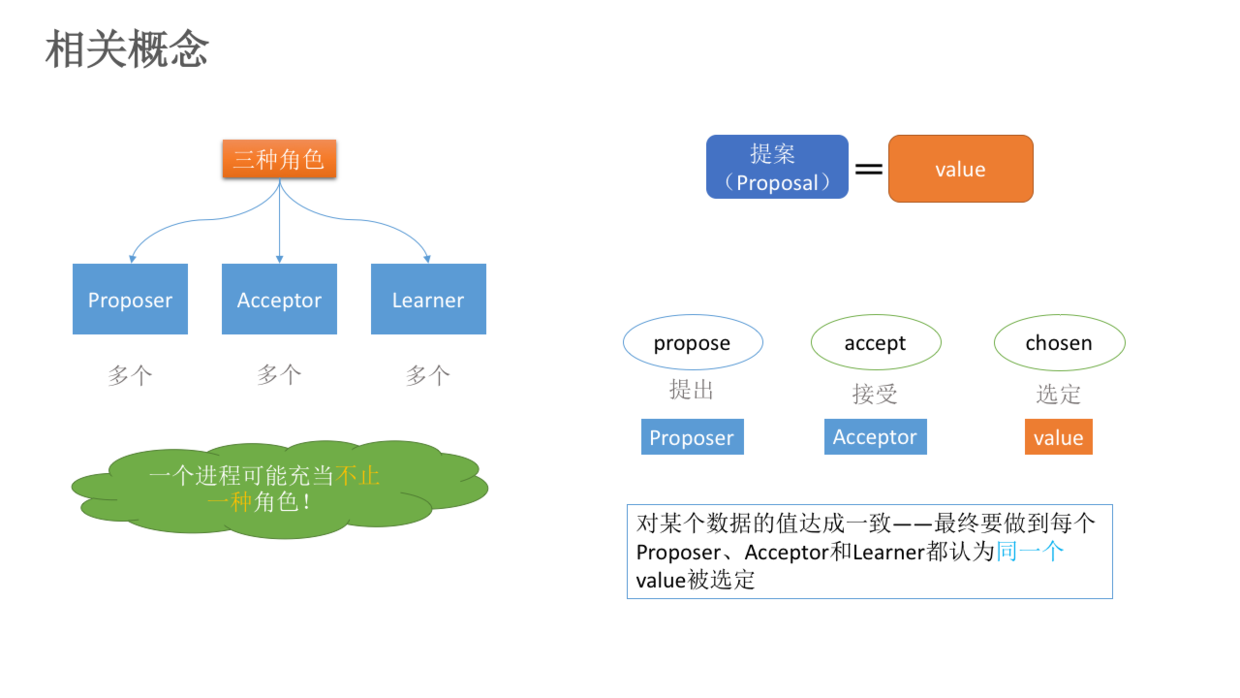 相关概念
三种角色
Proposer
Acceptor
Learner
多个
多个
多个
一个进程可能充当不止
一种角色！
提案
（Proposal）
=
value
propose
accept
chosen
提出
接受
选定
Proposer
Acceptor
value
对某个数据的值达成一致——最终要做到每个
Proposer、Acceptor和Learner都认为同一个
value被选定